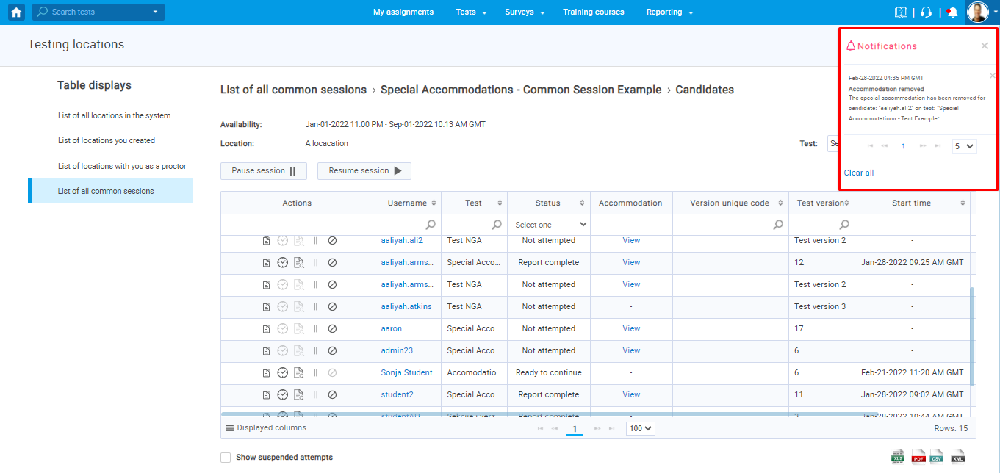 Search tests
My assignments
Tests
Surveys
Training courses
Reporting
Testing locations
Notifications
Feb-28-2022 04:35 PM GMT
Accommodation removed
The special accommodation has been removed for
candidate: "aaliyah.ali2" on test: "Special
Accommodations - Test Example".
1
5
Clear all
Table displays
List of all locations in the system
List of locations you created
List of locations with you as a proctor
List of all common sessions
List of all common sessions › Special Accommodations - Common Session Example › Candidates
Availability: Jan-01-2022 11:00 PM - Sep-01-2022 10:13 AM GMT
Location: A locacation
Test: Se
Pause session
Resume session
Actions Username Test Status Accommodation Version unique code Test version Start time
Select one
aaliyah.ali2 Test NGA Not attempted View Test version 2 -
aaliyah.arms... Special Acco... Report complete View 12 Jan-28-2022 09:25 AM GMT
aaliyah.arms... Test NGA Not attempted View Test version 2 -
aaliyah.atkins Test NGA Not attempted - Test version 3 -
aaron Special Acco... Not attempted View 17 -
admin23 Special Acco... Not attempted View 6 -
Sonja.Student Accomodatio... Ready to continue - 6 Feb-21-2022 11:20 AM GMT
student2 Special Acco... Report complete View 11 Jan-28-2022 09:02 AM GMT
studentAH Sekcije i verz Report complete - 3 Jan-28-2022 10:44 AM GMT
Displayed columns
1
100
Rows: 15
Show suspended attempts
XLS
PDF
CSV
XML